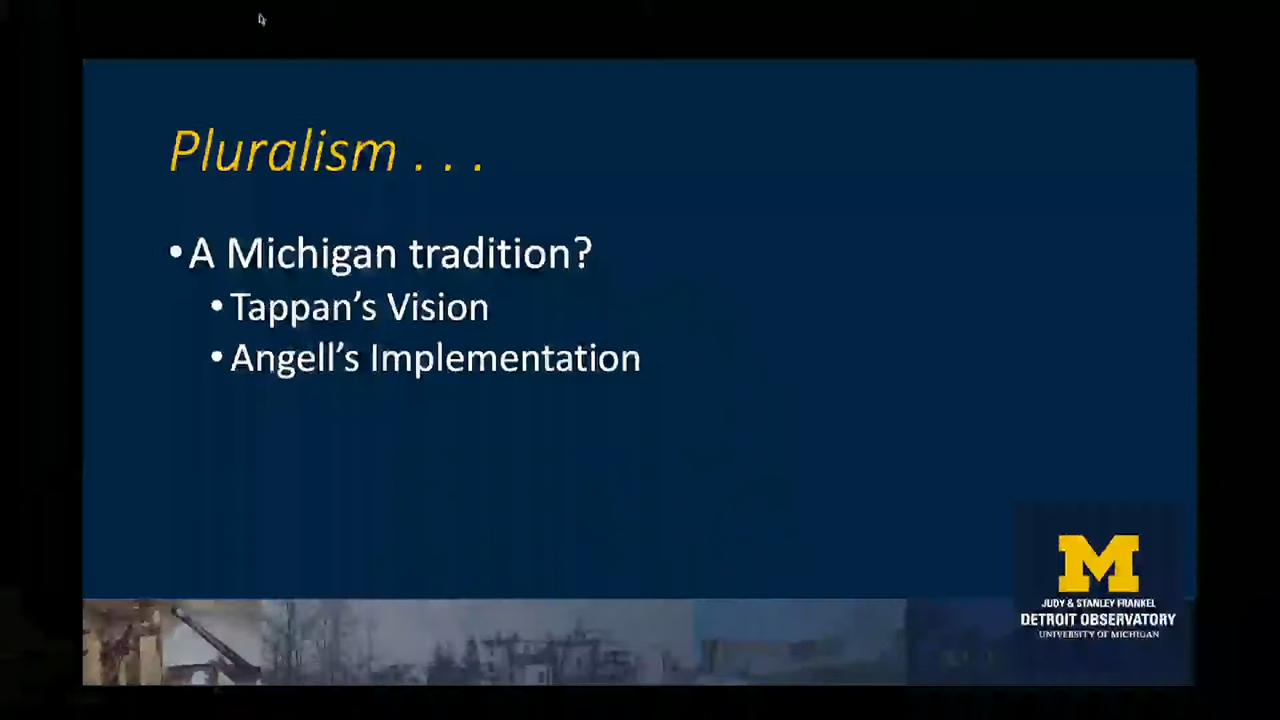 Pluralism . . .
• A Michigan tradition?
• Tappan’s Vision
• Angell’s Implementation
M
JUDY & STANLEY FRANKEL
DETROIT OBSERVATORY
UNIVERSITY OF MICHIGAN